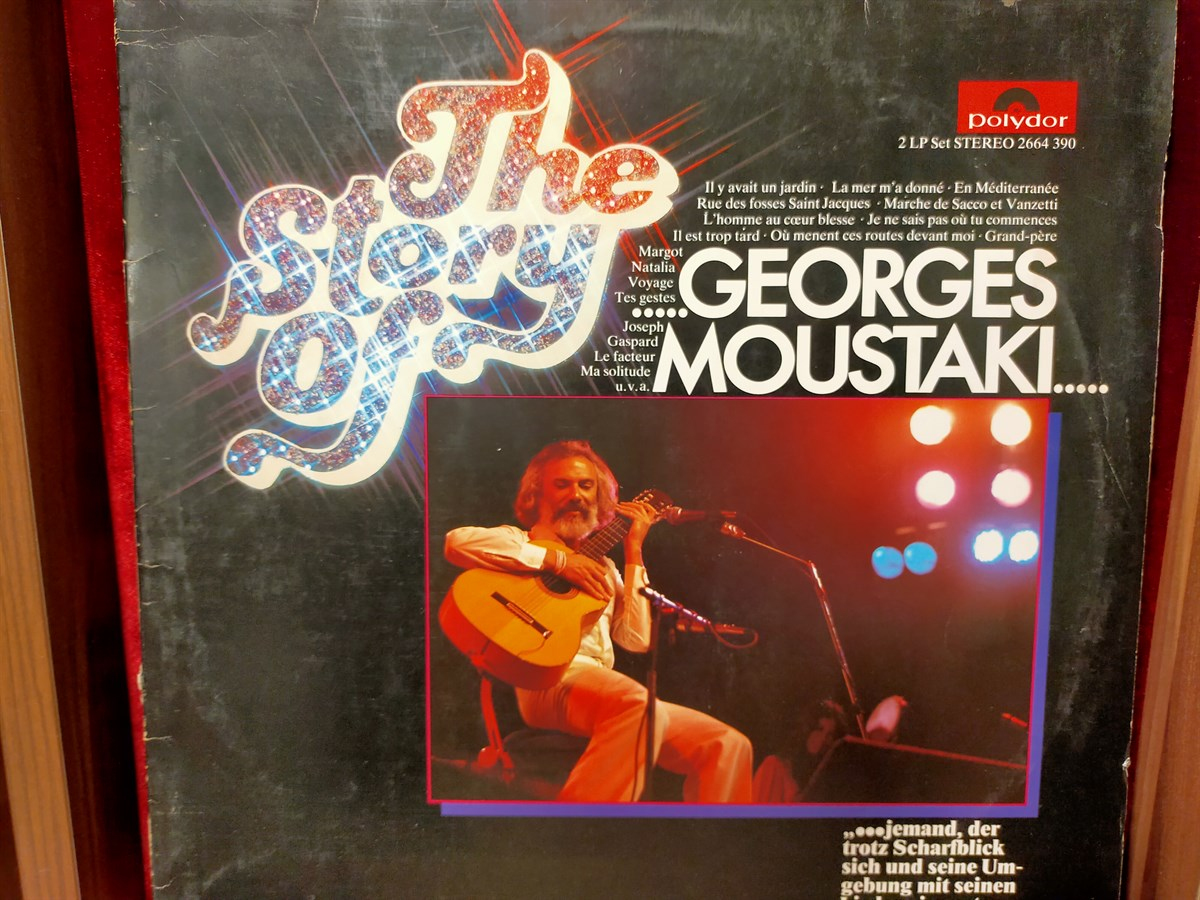 The
Story
Of
polydor
2 LP Set STEREO 2664 390
Il y avait un jardin · La mer m'a donné · En Méditerranée
Rue des fosses Saint Jacques · Marche de Sacco et Vanzetti
L'homme au cœur blesse · Je ne sais pas où tu commences
Il est trop tard · Où menent ces routes devant moi · Grand-père
Margot
Natalia
Voyage
Tes gestes
.....GEORGES
Joseph
Gaspard
Le facteur
Ma solitude
u.v.a.
MOUSTAKI.....
„...jemand, der
trotz Scharfblick
sich und seine Um-
gebung mit seinen